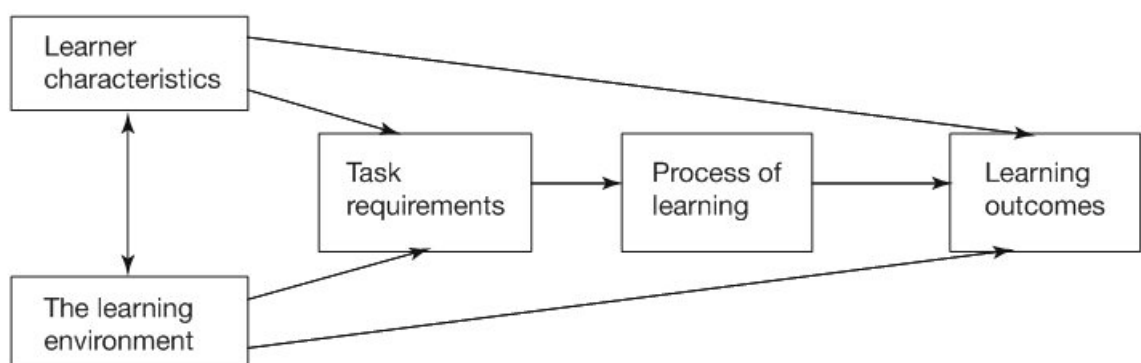 Learner
characteristics
Task
requirements
Process of
learning
Learning
outcomes
The learning
environment